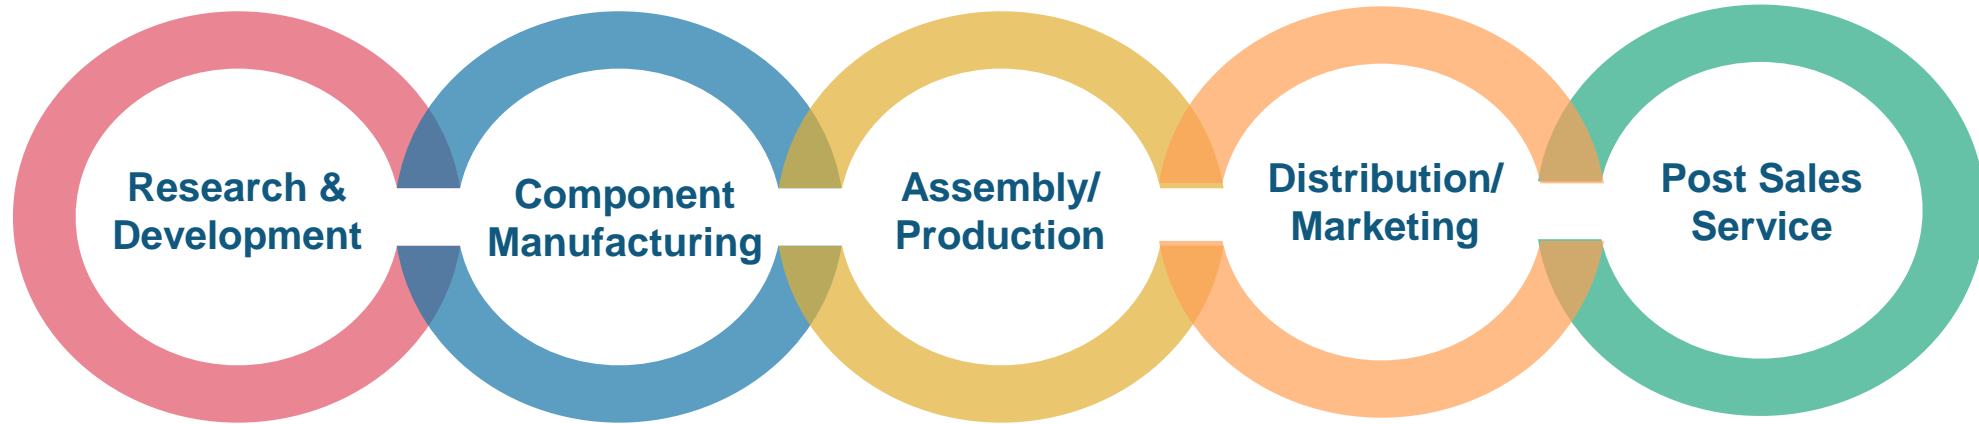 Research &
Development
Component
Manufacturing
Assembly/
Production
Distribution/
Marketing
Post Sales
Service